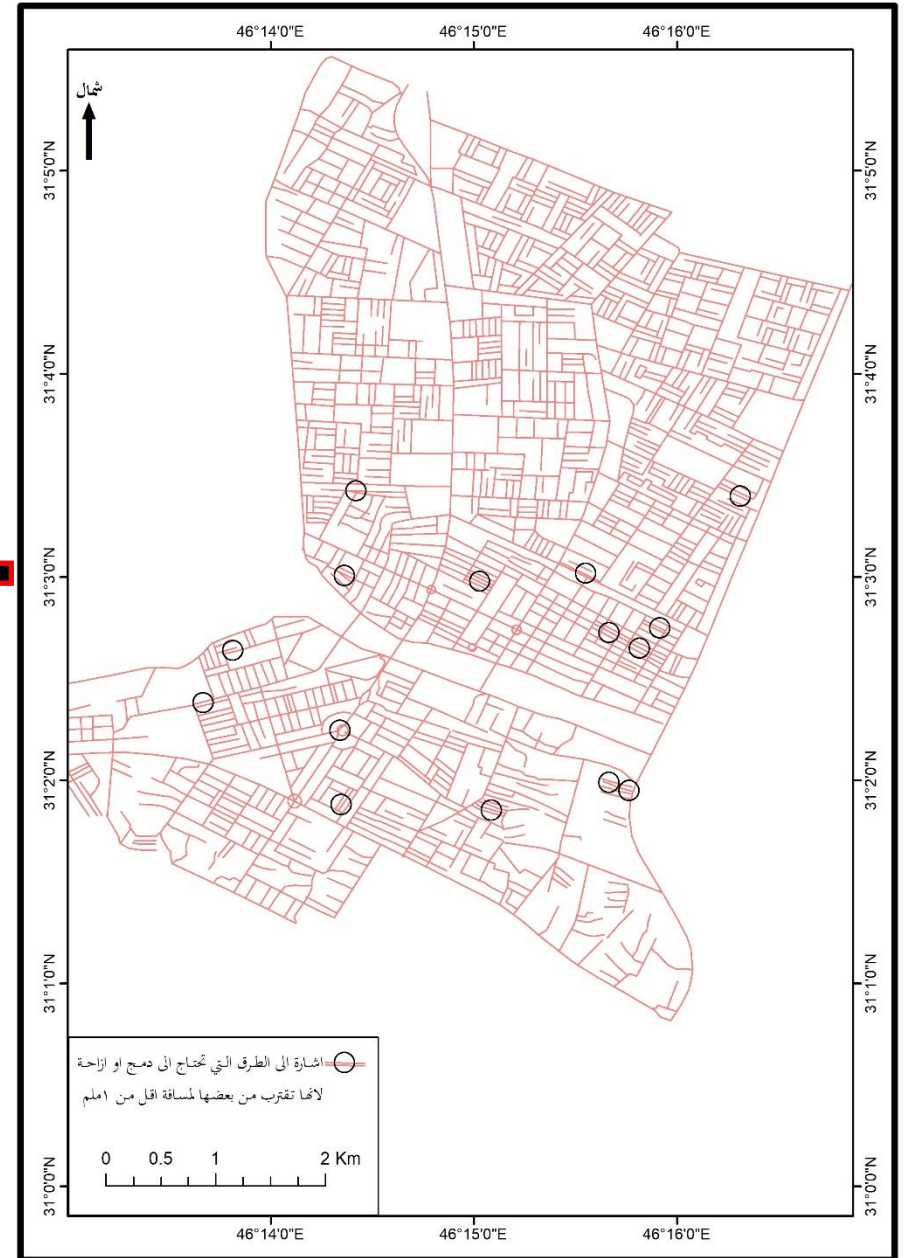 46°14'0"E 46°15'0"E 46°16'0"E
شمال
31°5'0"N 31°5'0"N
31°4'0"N 31°4'0"N
31°3'0"N 31°3'0"N
31°2'0"N 31°2'0"N
31°1'0"N 31°1'0"N
اشارة الى الطرق التي تحتاج الى دمج او ازاحة
لانها تقترب من بعضها لمسافة اقل من ١ملم
0 0.5 1 2 Km
31°0'0"N 31°0'0"N
46°14'0"E 46°15'0"E 46°16'0"E